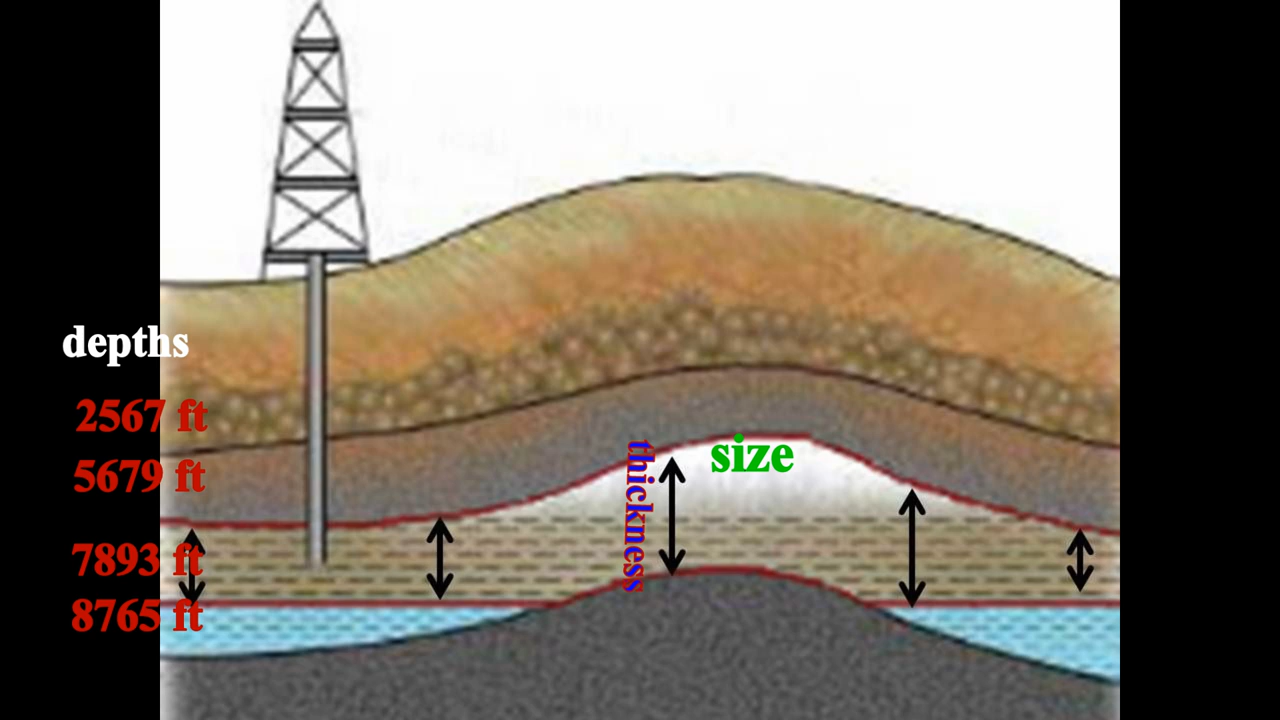 depths
2567 ft
size
thickness
5679 ft
7893 ft
8765 ft